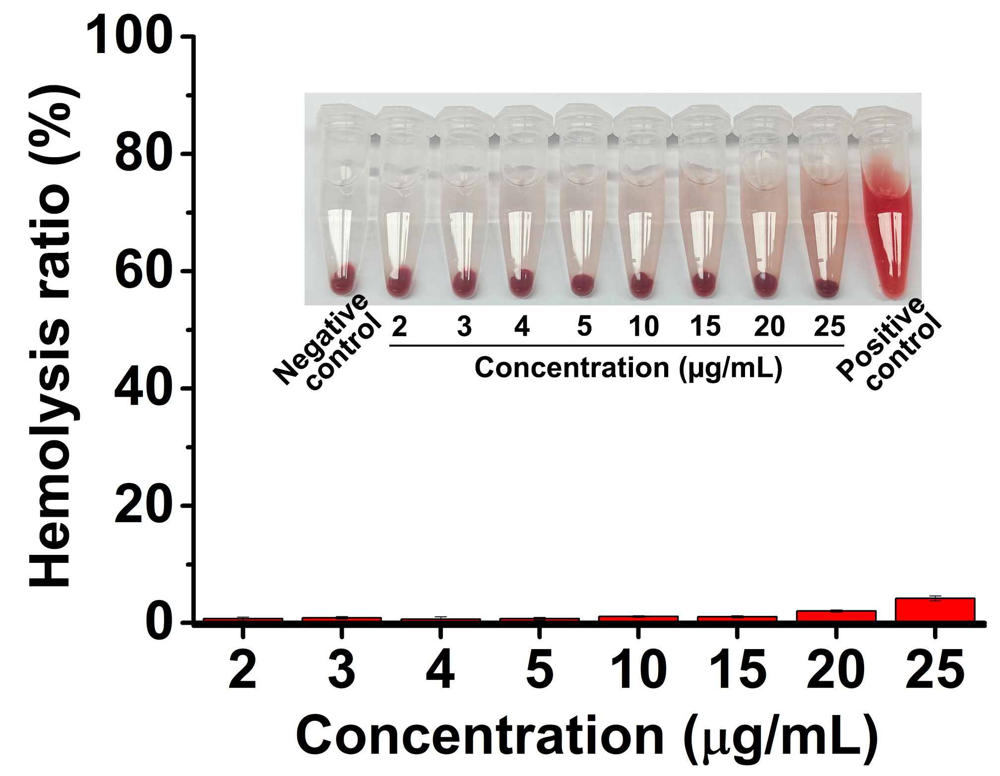 100
80
60
40
20
0
Hemolysis ratio (%)
Negative
control
2 3 4 5 10 15 20 25
Concentration (µg/mL)
Positive
control
2 3 4 5 10 15 20 25
Concentration (μg/mL)